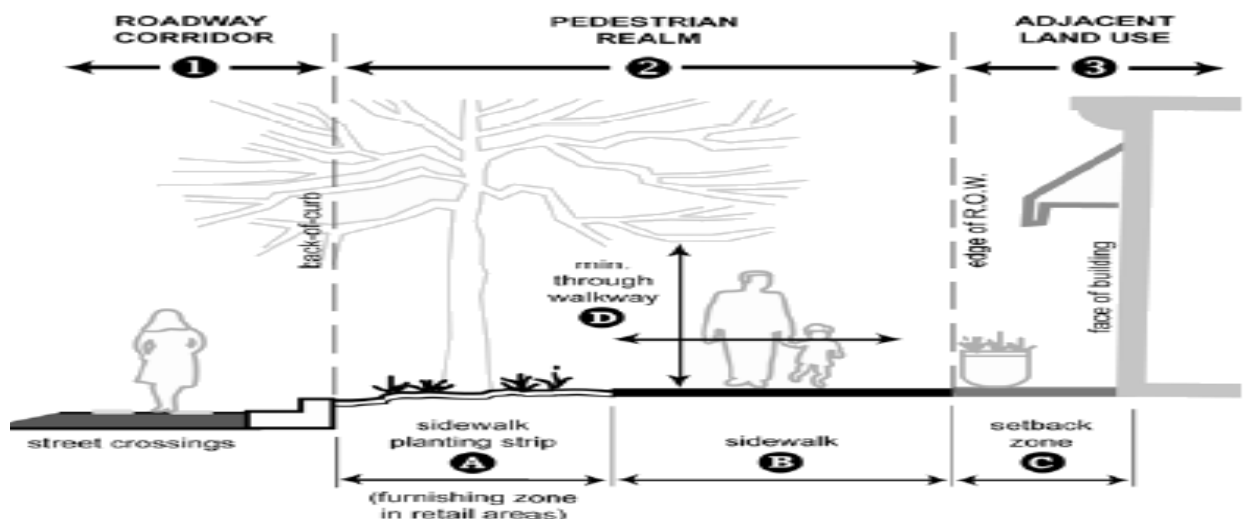 ROADWAY
CORRIDOR
PEDESTRIAN
REALM
ADJACENT
LAND USE
1
2
3
back-of-curb
edge of R.O.W.
face of building
min.
through
walkway
D
street crossings
sidewalk
planting strip
A
(furnishing zone
in retail areas)
sidewalk
B
setback
zone
C